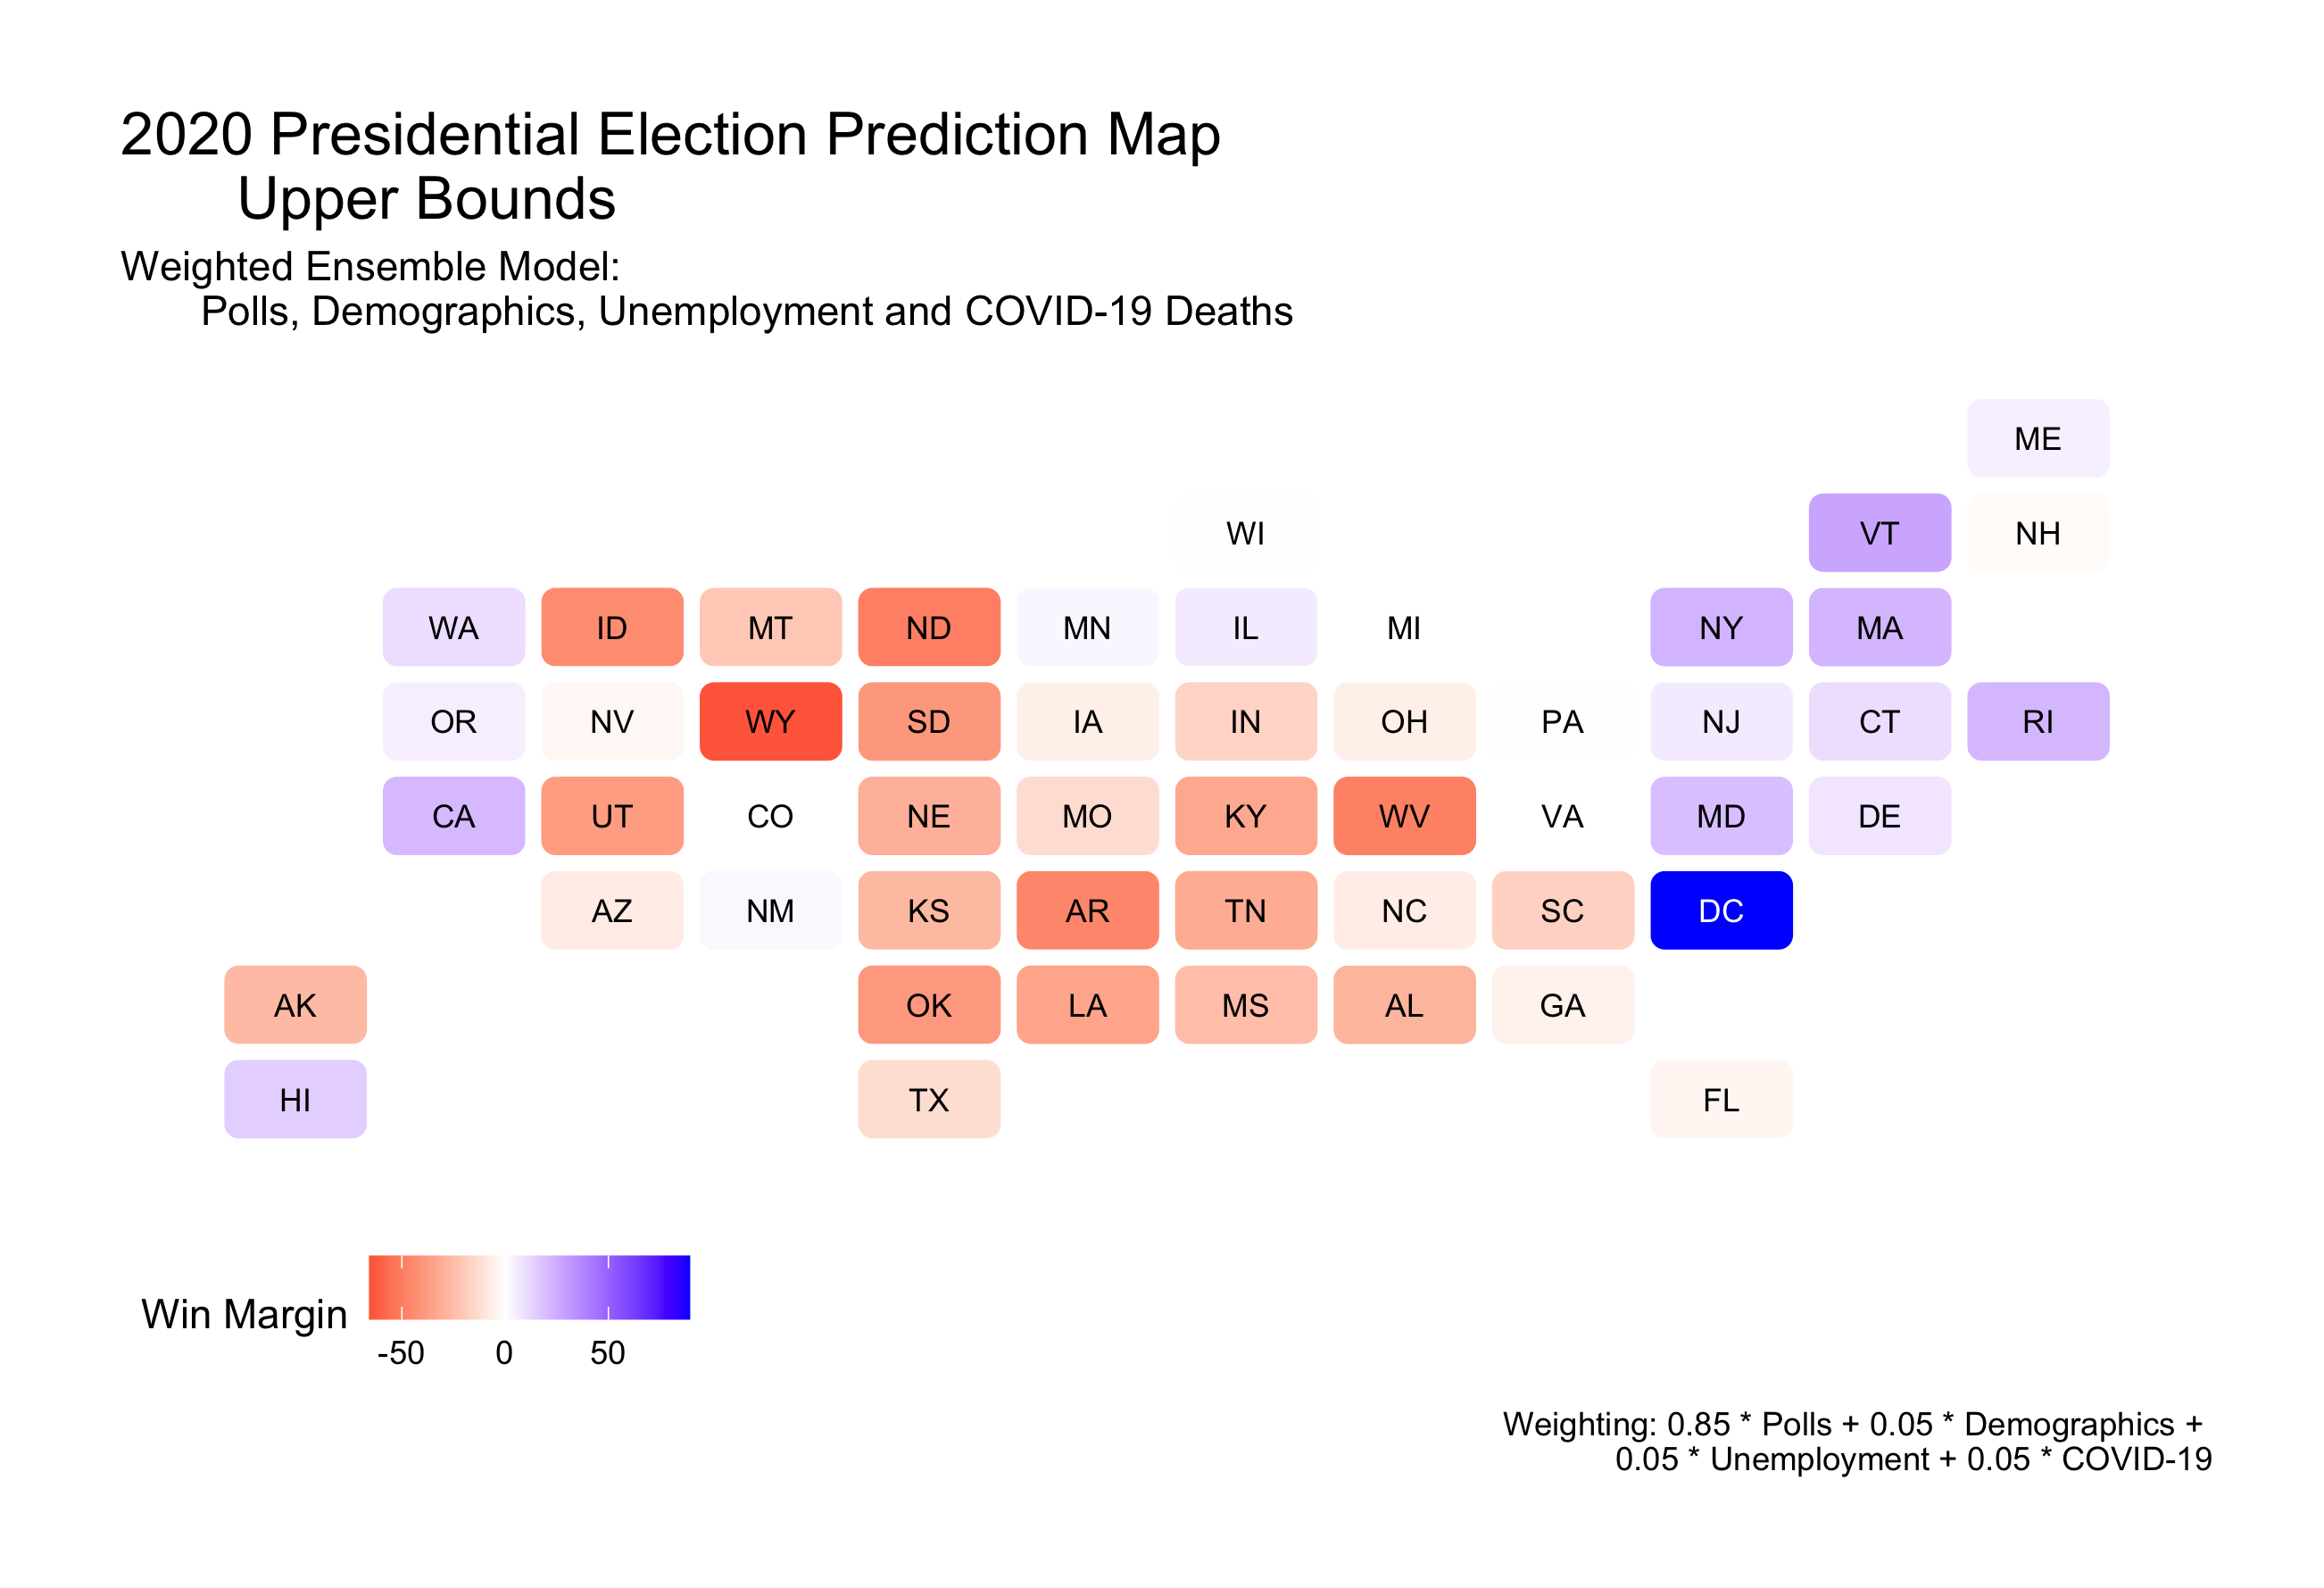 2020 Presidential Election Prediction Map
Upper Bounds
Weighted Ensemble Model:
Polls, Demographics, Unemployment and COVID-19 Deaths
ME
WI VT NH
WA ID MT ND MN IL MI NY MA
OR NV WY SD IA IN OH PA NJ CT RI
CA UT CO NE MO KY WV VA MD DE
AZ NM KS AR TN NC SC DC
AK OK LA MS AL GA
HI TX FL
Win Margin
-50 0 50
Weighting: 0.85 * Polls + 0.05 * Demographics +
0.05 * Unemployment + 0.05 * COVID-19